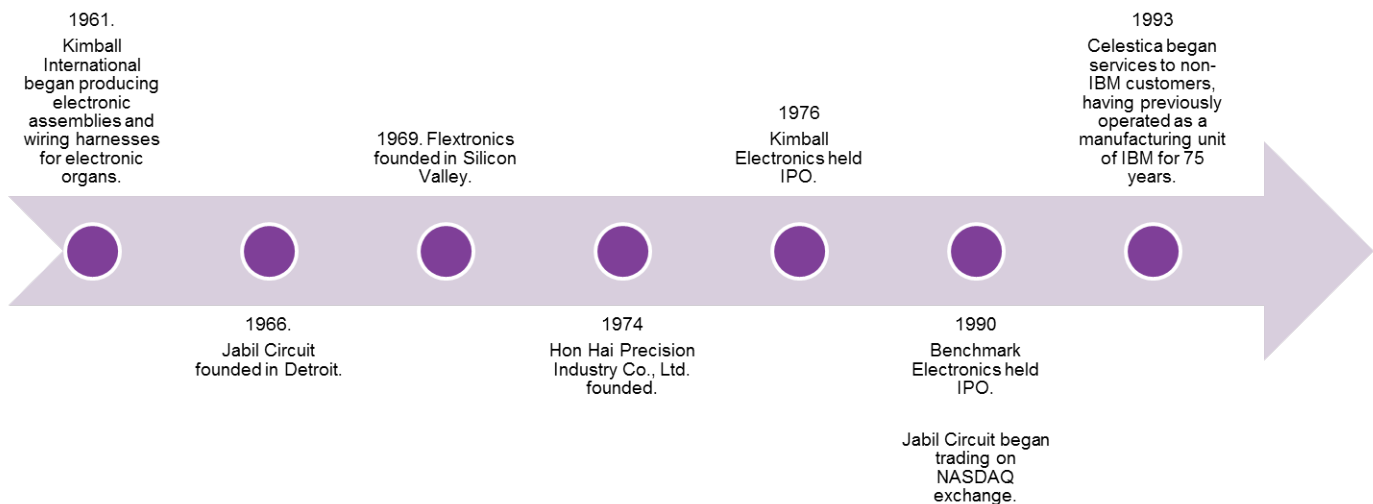 1961.
Kimball
International
began producing
electronic
assemblies and
wiring harnesses
for electronic
organs.
1966.
Jabil Circuit
founded in Detroit.
1969. Flextronics
founded in Silicon
Valley.
1974
Hon Hai Precision
Industry Co., Ltd.
founded.
1976
Kimball
Electronics held
IPO.
1990
Benchmark
Electronics held
IPO.
Jabil Circuit began
trading on
NASDAQ
exchange.
1993
Celestica began
services to non-
IBM customers,
having previously
operated as a
manufacturing unit
of IBM for 75
years.